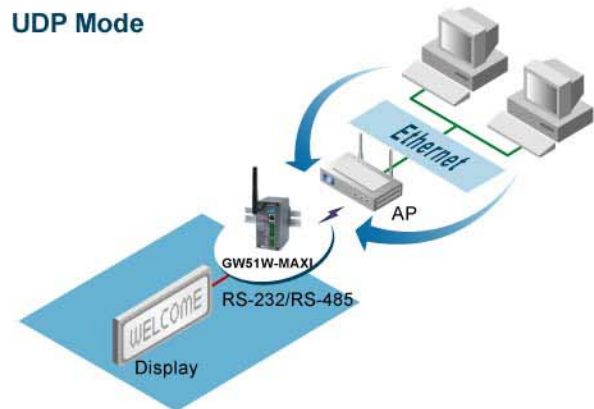 UDP Mode
Ethernet
AP
GW51W-MAXI
RS-232/RS-485
WELCOME
Display